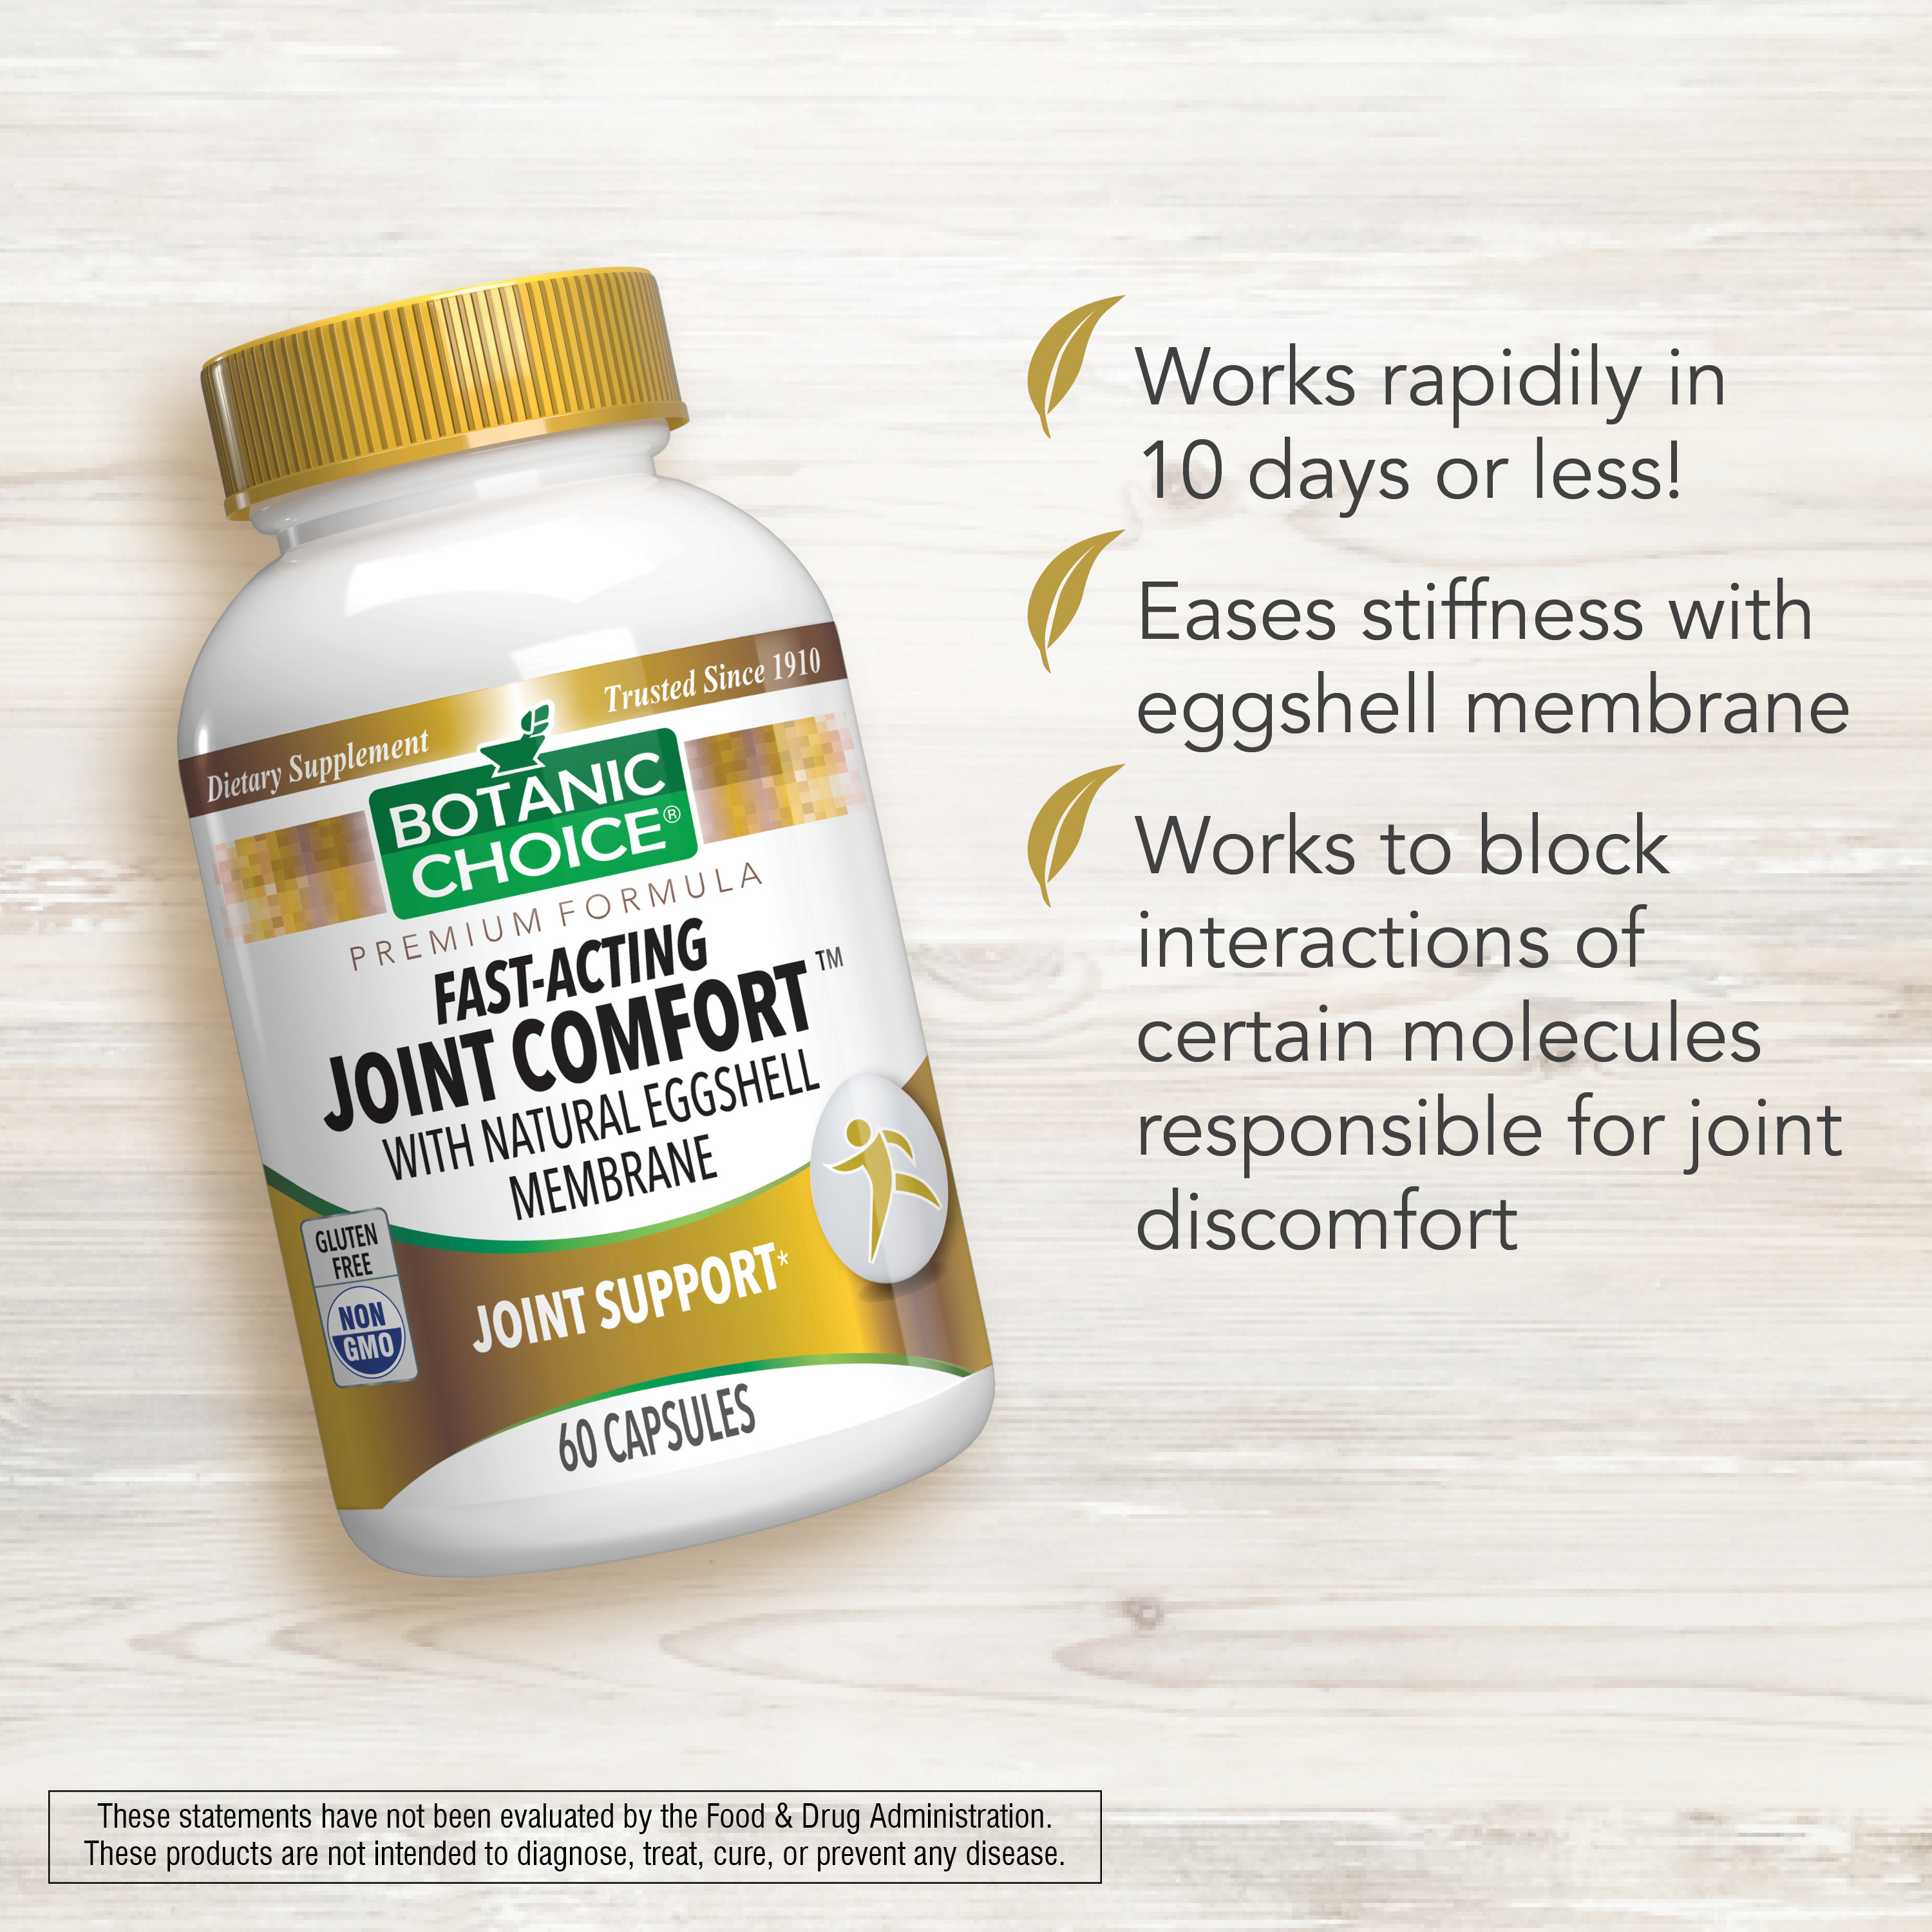 Dietary Supplement
Trusted Since 1910
BOTANIC
CHOICE®
PREMIUM FORMULA
FAST-ACTING
JOINT COMFORT™
WITH NATURAL EGGSHELL
MEMBRANE
GLUTEN
FREE
NON
GMO
JOINT SUPPORT*
60 CAPSULES
Works rapidily in
10 days or less!
Eases stiffness with
eggshell membrane
Works to block
interactions of
certain molecules
responsible for joint
discomfort
These statements have not been evaluated by the Food & Drug Administration.
These products are not intended to diagnose, treat, cure, or prevent any disease.